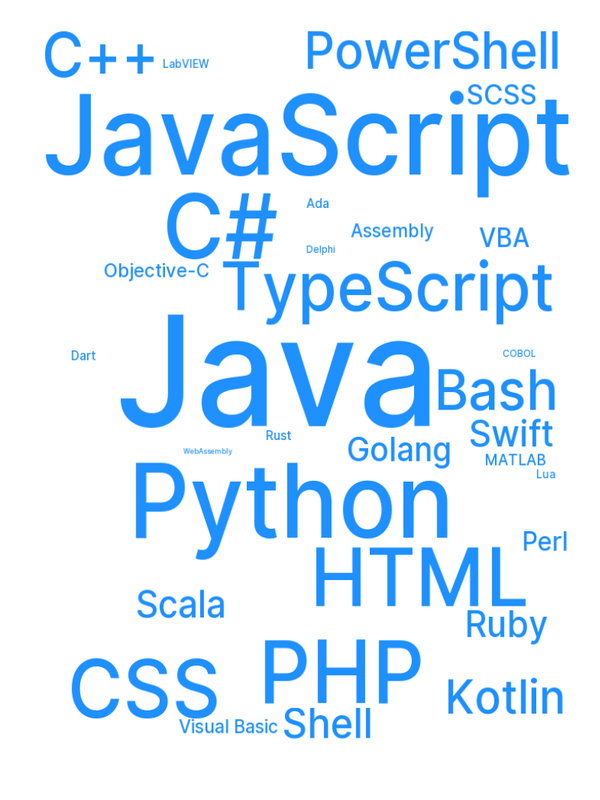 C++
LabVIEW
PowerShell
SCSS
JavaScript
C#
Ada
Assembly
VBA
Delphi
Objective-C
TypeScript
Java
Dart
COBOL
Bash
Swift
Rust
Golang
WebAssembly
MATLAB
Lua
Python
Perl
HTML
Scala
Ruby
PHP
CSS
Kotlin
Visual Basic
Shell